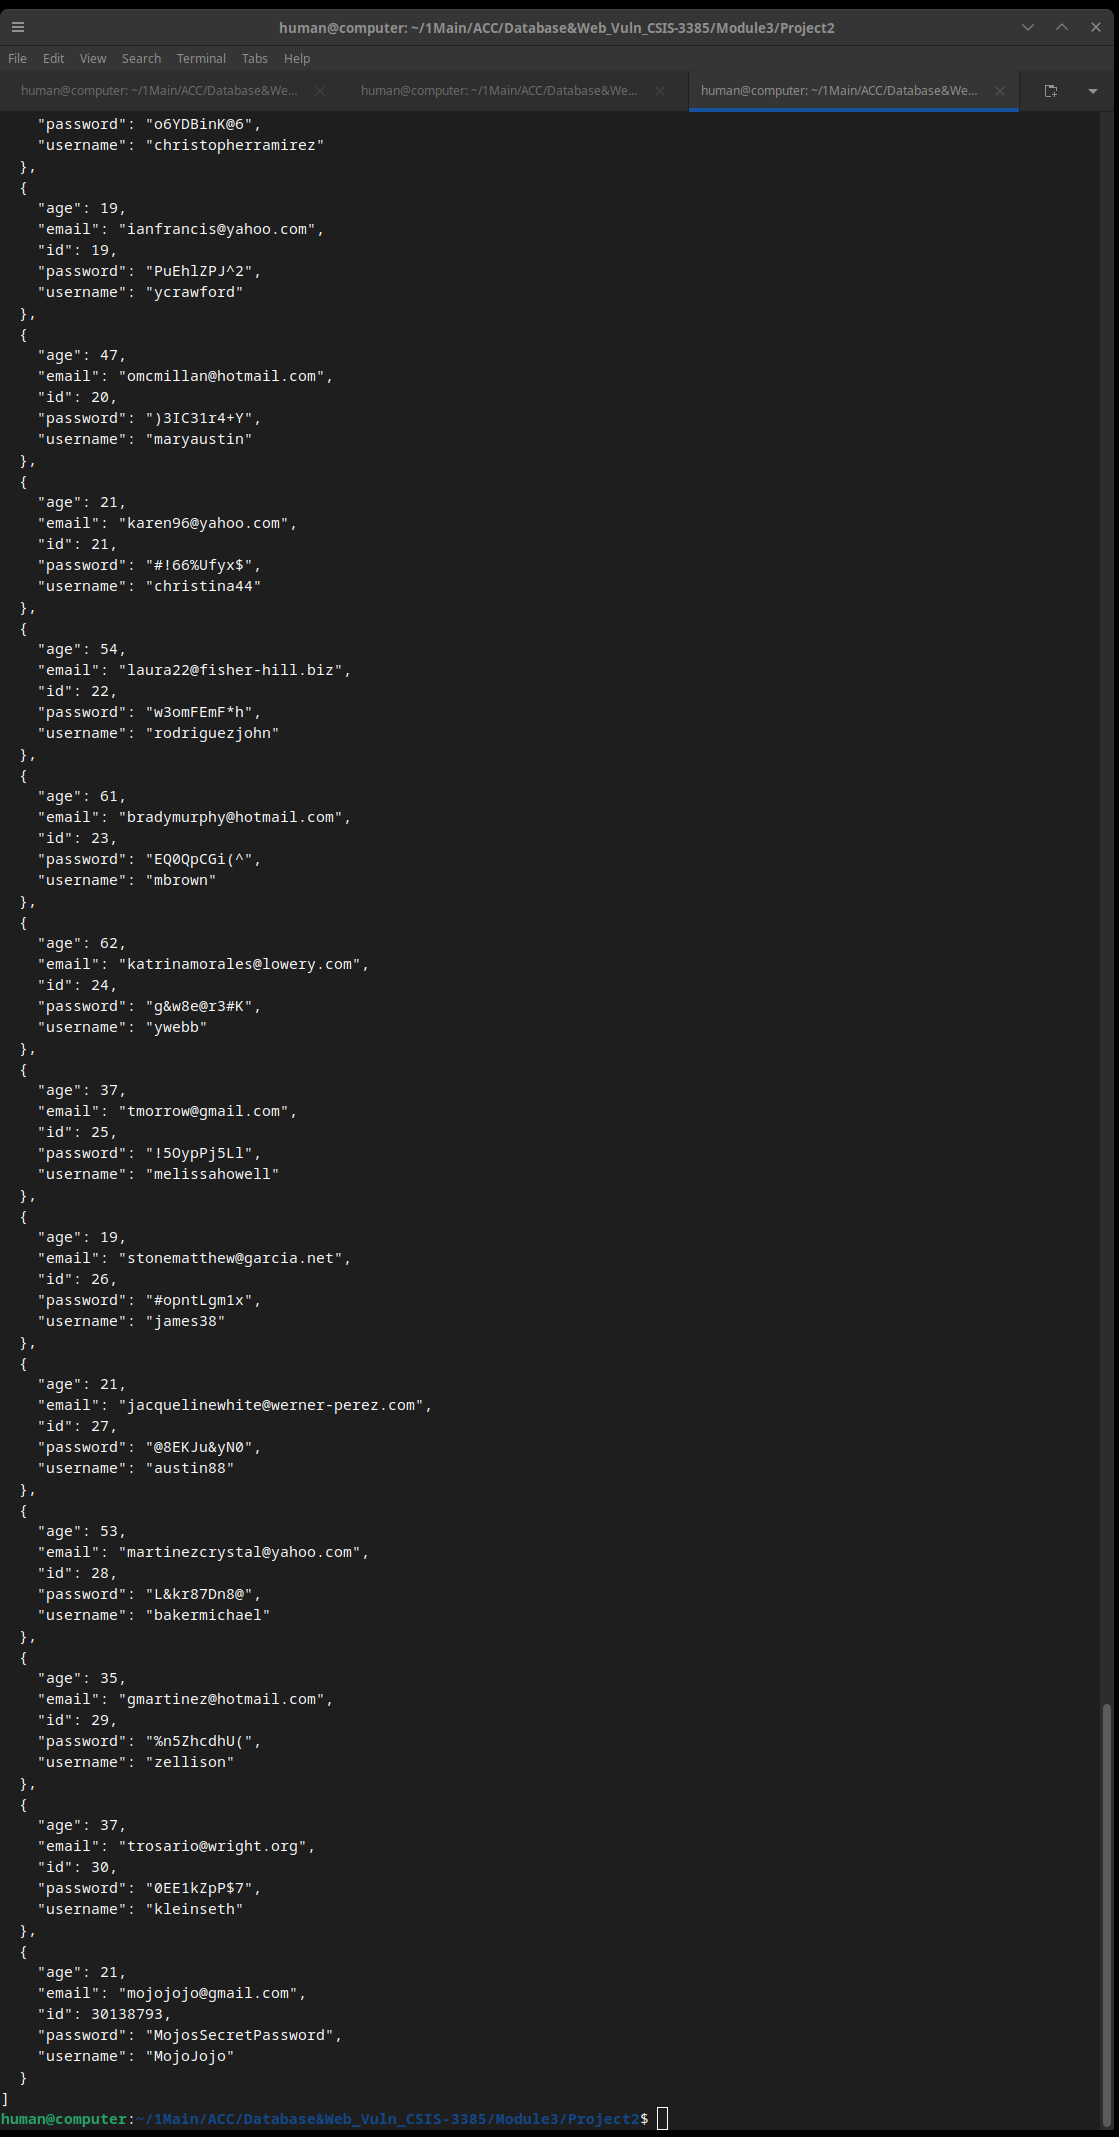 human@computer: ~/1Main/ACC/Database&Web_Vuln_CSIS-3385/Module3/Project2
File Edit View Search Terminal Tabs Help
human@computer: ~/1Main/ACC/Database&We... human@computer: ~/1Main/ACC/Database&We... human@computer: ~/1Main/ACC/Database&We...
    "password": "o6YDBinK@6",
    "username": "christopherramirez"
  },
  {
    "age": 19,
    "email": "ianfrancis@yahoo.com",
    "id": 19,
    "password": "PuEhlZPJ^2",
    "username": "ycrawford"
  },
  {
    "age": 47,
    "email": "omcmillan@hotmail.com",
    "id": 20,
    "password": ")3IC31r4+Y",
    "username": "maryaustin"
  },
  {
    "age": 21,
    "email": "karen96@yahoo.com",
    "id": 21,
    "password": "#!66%Ufyx$",
    "username": "christina44"
  },
  {
    "age": 54,
    "email": "laura22@fisher-hill.biz",
    "id": 22,
    "password": "w3omFEmF*h",
    "username": "rodriguezjohn"
  },
  {
    "age": 61,
    "email": "bradymurphy@hotmail.com",
    "id": 23,
    "password": "EQ0QpCGi(^",
    "username": "mbrown"
  },
  {
    "age": 62,
    "email": "katrinamorales@lowery.com",
    "id": 24,
    "password": "g&w8e@r3#K",
    "username": "ywebb"
  },
  {
    "age": 37,
    "email": "tmorrow@gmail.com",
    "id": 25,
    "password": "!5OypPj5Ll",
    "username": "melissahowell"
  },
  {
    "age": 19,
    "email": "stonematthew@garcia.net",
    "id": 26,
    "password": "#opntLgm1x",
    "username": "james38"
  },
  {
    "age": 21,
    "email": "jacquelinewhite@werner-perez.com",
    "id": 27,
    "password": "@8EKJu&yN0",
    "username": "austin88"
  },
  {
    "age": 53,
    "email": "martinezcrystal@yahoo.com",
    "id": 28,
    "password": "L&kr87Dn8@",
    "username": "bakermichael"
  },
  {
    "age": 35,
    "email": "gmartinez@hotmail.com",
    "id": 29,
    "password": "%n5ZhcdhU(",
    "username": "zellison"
  },
  {
    "age": 37,
    "email": "trosario@wright.org",
    "id": 30,
    "password": "0EE1kZpP$7",
    "username": "kleinseth"
  },
  {
    "age": 21,
    "email": "mojojojo@gmail.com",
    "id": 30138793,
    "password": "MojosSecretPassword",
    "username": "MojoJojo"
  }
]
human@computer:~/1Main/ACC/Database&Web_Vuln_CSIS-3385/Module3/Project2$